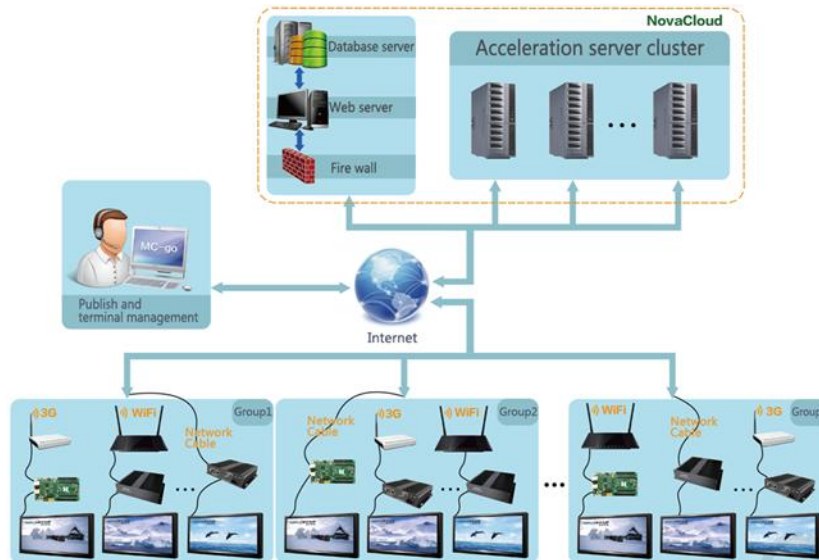 NovaCloud
Database server
Web server
Fire wall
Acceleration server cluster
MC-go
Publish and
terminal management
Internet
3G
WiFi
Network
Cable
Group1
Network
Cable
3G
WiFi
Group2
WiFi
Network
Cable
3G
Group